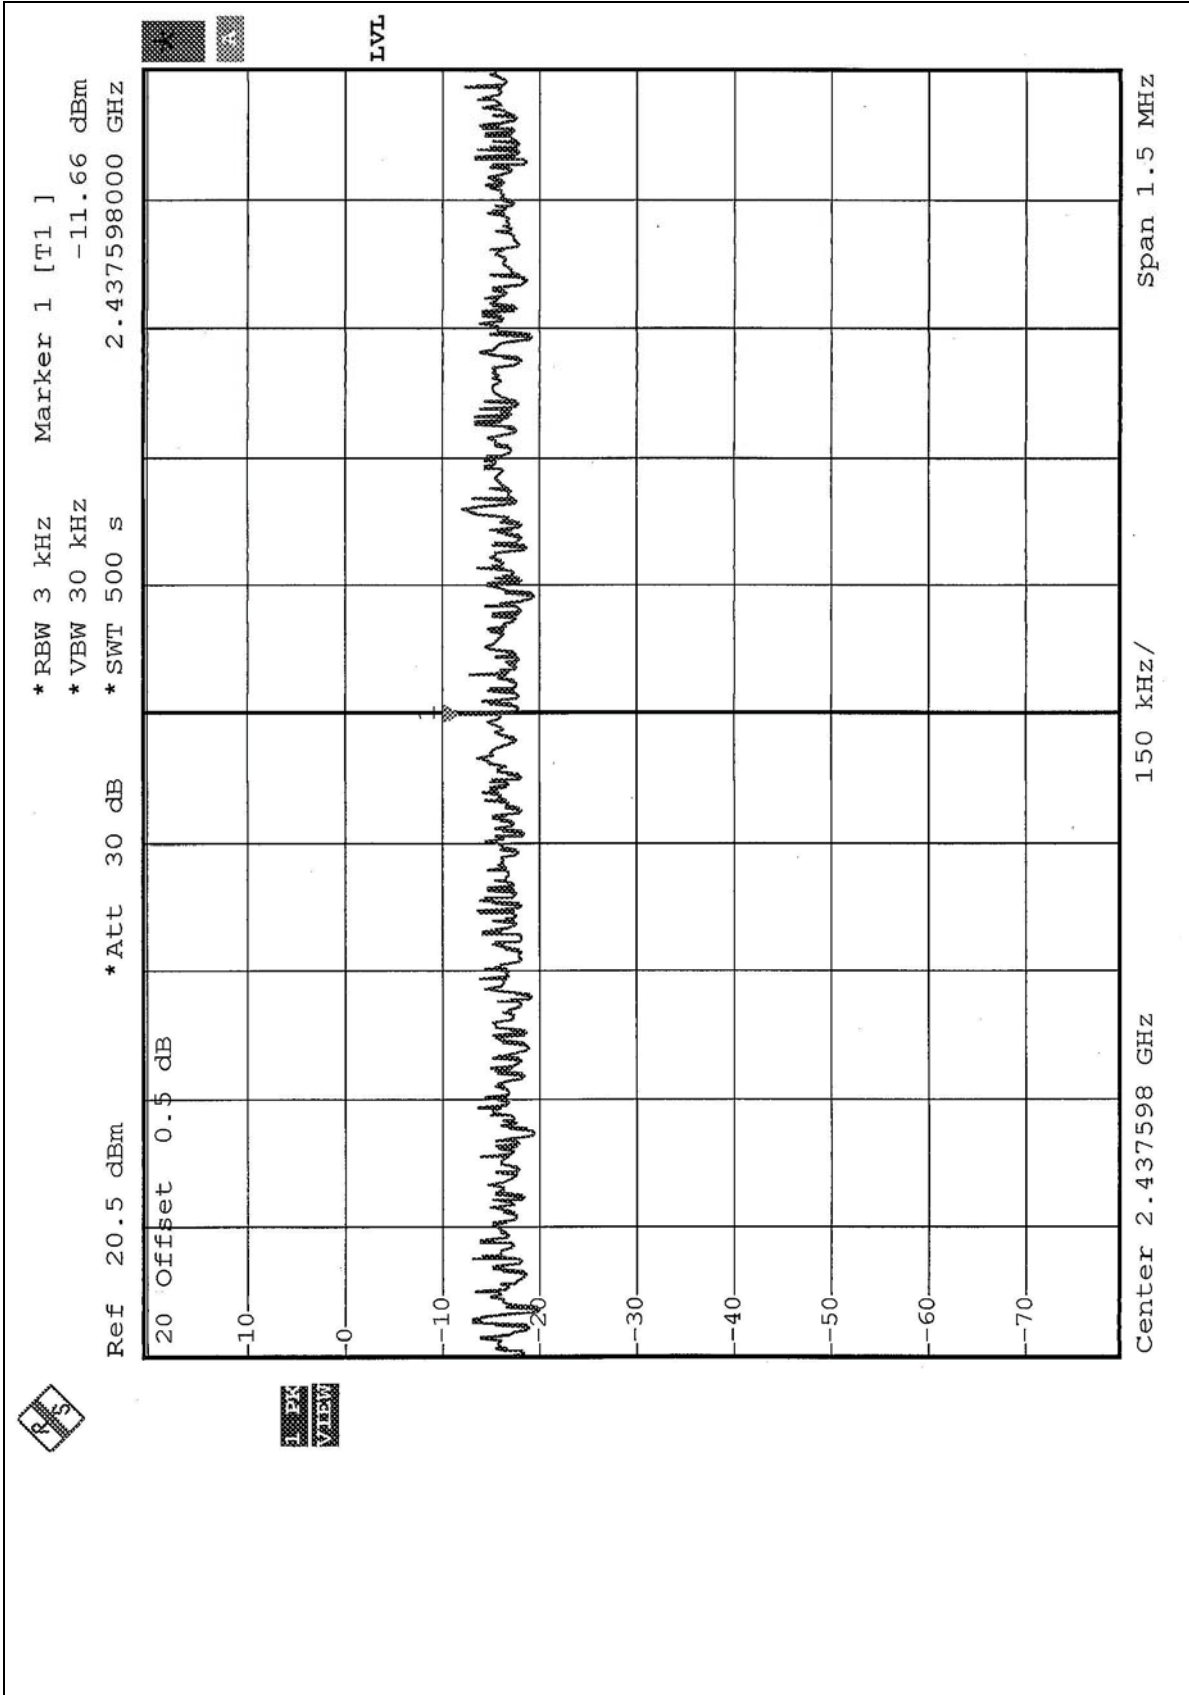 R S
*RBW 3 kHz Marker 1 [T1 ]
*VBW 30 kHz -11.66 dBm
Ref 20.5 dBm *Att 30 dB *SWT 500 s 2.437598000 GHz
20 Offset 0.5 dB
A
10
1 PK
VIEW
0
LVL
-10
1
-20
-30
-40
-50
-60
-70
Center 2.437598 GHz 150 kHz/ Span 1.5 MHz